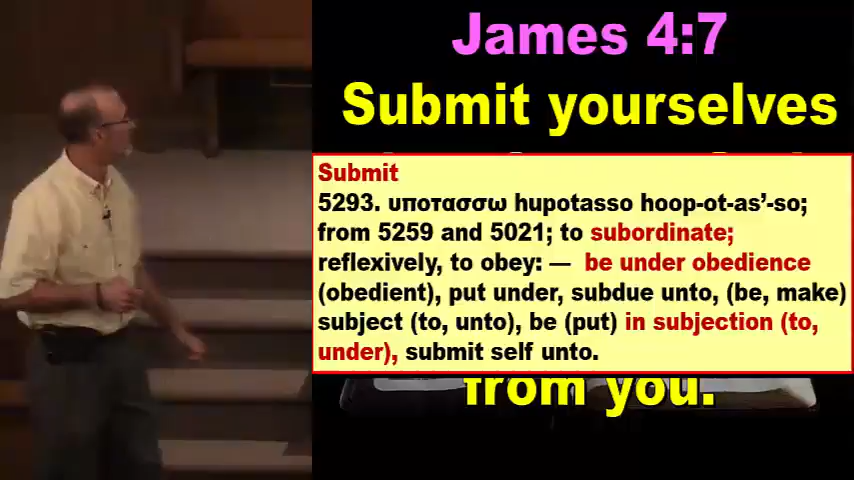 James 4:7
Submit yourselves
Submit
5293. υποτασσω hupotasso hoop-ot-as’-so;
from 5259 and 5021; to subordinate;
reflexively, to obey: — be under obedience
(obedient), put under, subdue unto, (be, make)
subject (to, unto), be (put) in subjection (to,
under), submit self unto.
from you.